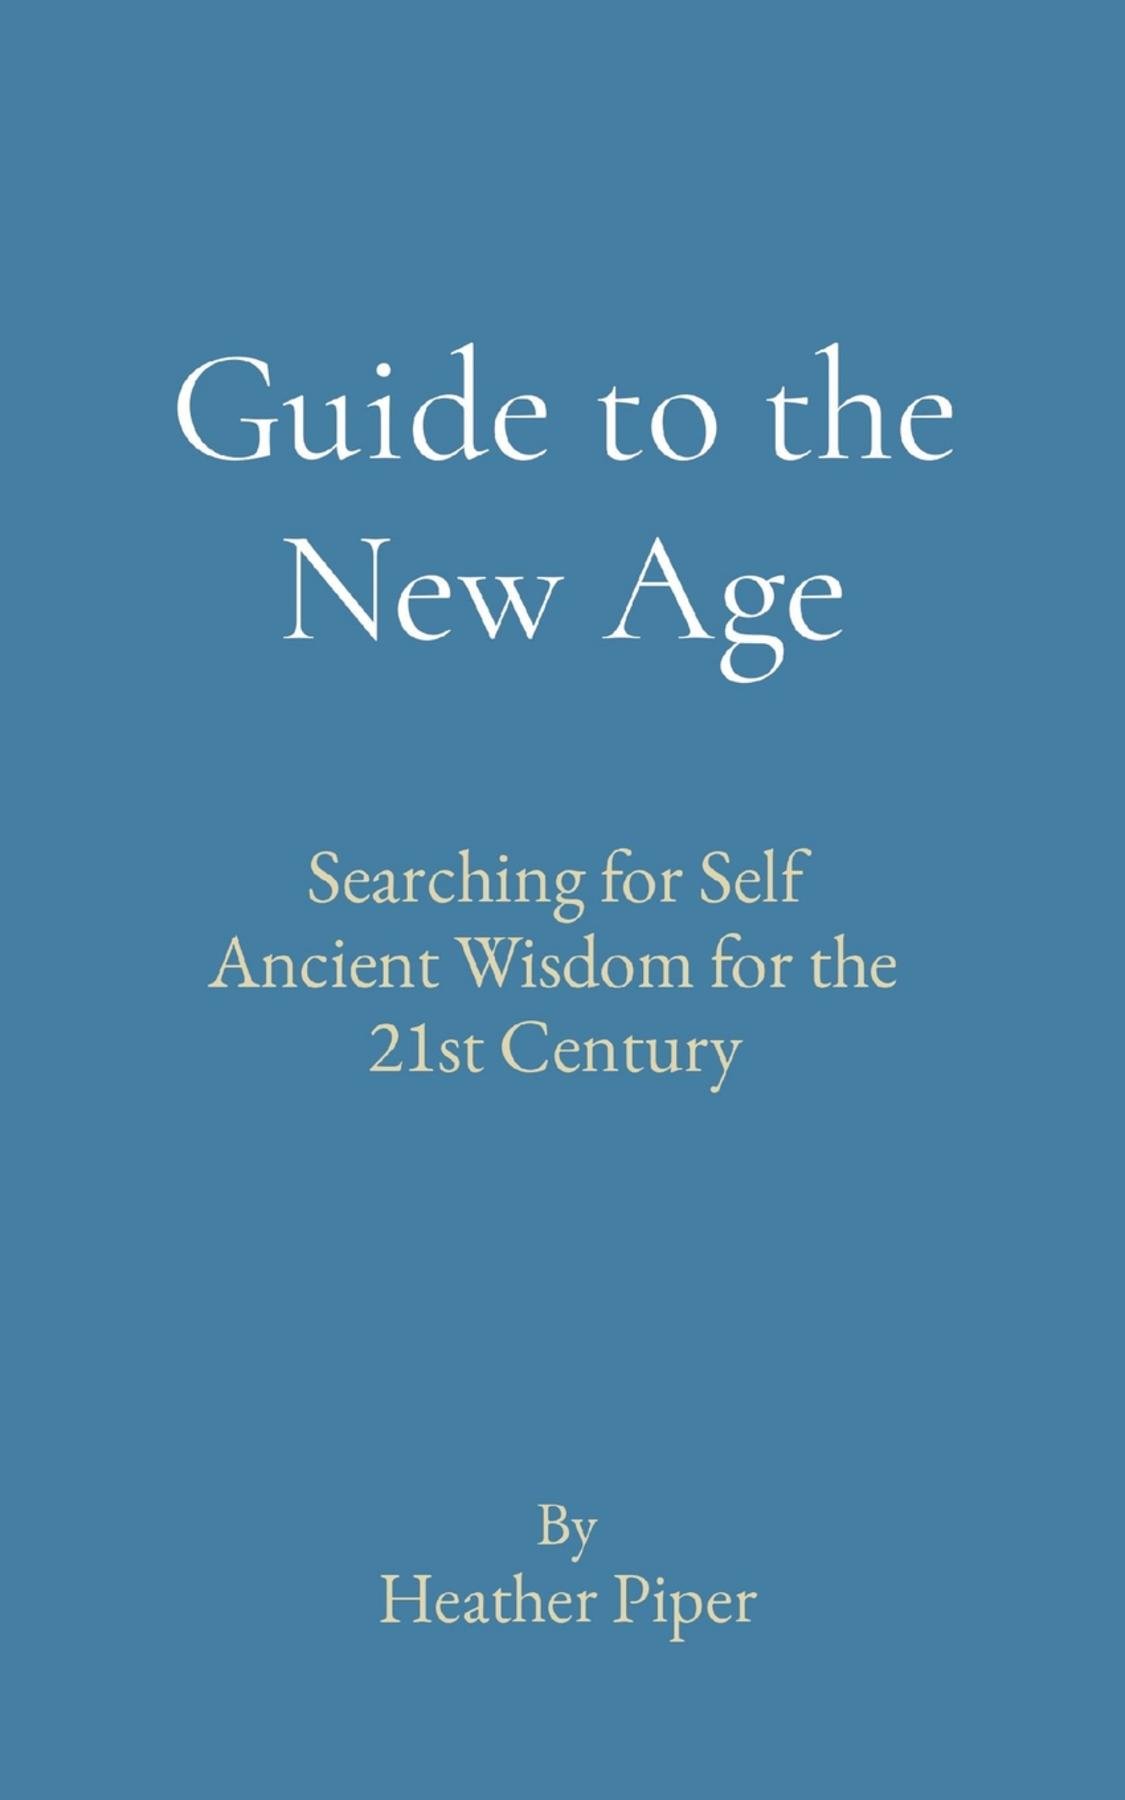 Guide to the
New Age
Searching for Self
Ancient Wisdom for the
21st Century
By
Heather Piper